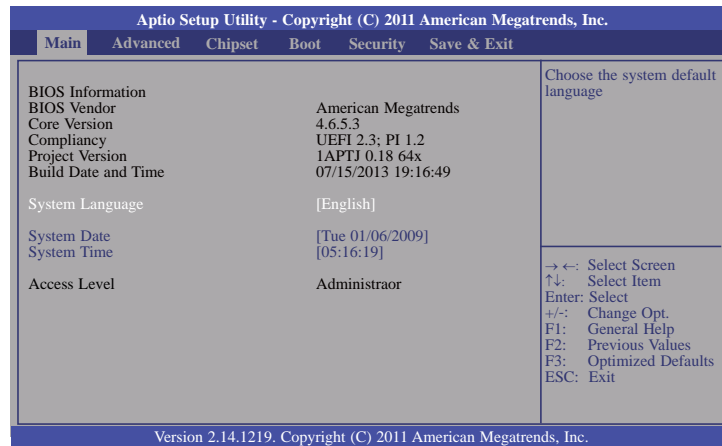 Aptio Setup Utility - Copyright (C) 2011 American Megatrends, Inc.
Main Advanced Chipset Boot Security Save & Exit
BIOS Information
BIOS Vendor American Megatrends
Core Version 4.6.5.3
Compliancy UEFI 2.3; PI 1.2
Project Version 1APTJ 0.18 64x
Build Date and Time 07/15/2013 19:16:49
System Language [English]
System Date [Tue 01/06/2009]
System Time [05:16:19]
Access Level Administraor
Choose the system default
language
→ ←: Select Screen
↑↓: Select Item
Enter: Select
+/-: Change Opt.
F1: General Help
F2: Previous Values
F3: Optimized Defaults
ESC: Exit
Version 2.14.1219. Copyright (C) 2011 American Megatrends, Inc.